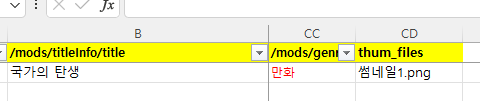 B CC CD
/mods/titleInfo/title /mods/genr thum_files
국가의 탄생 만화 썸네일1.png